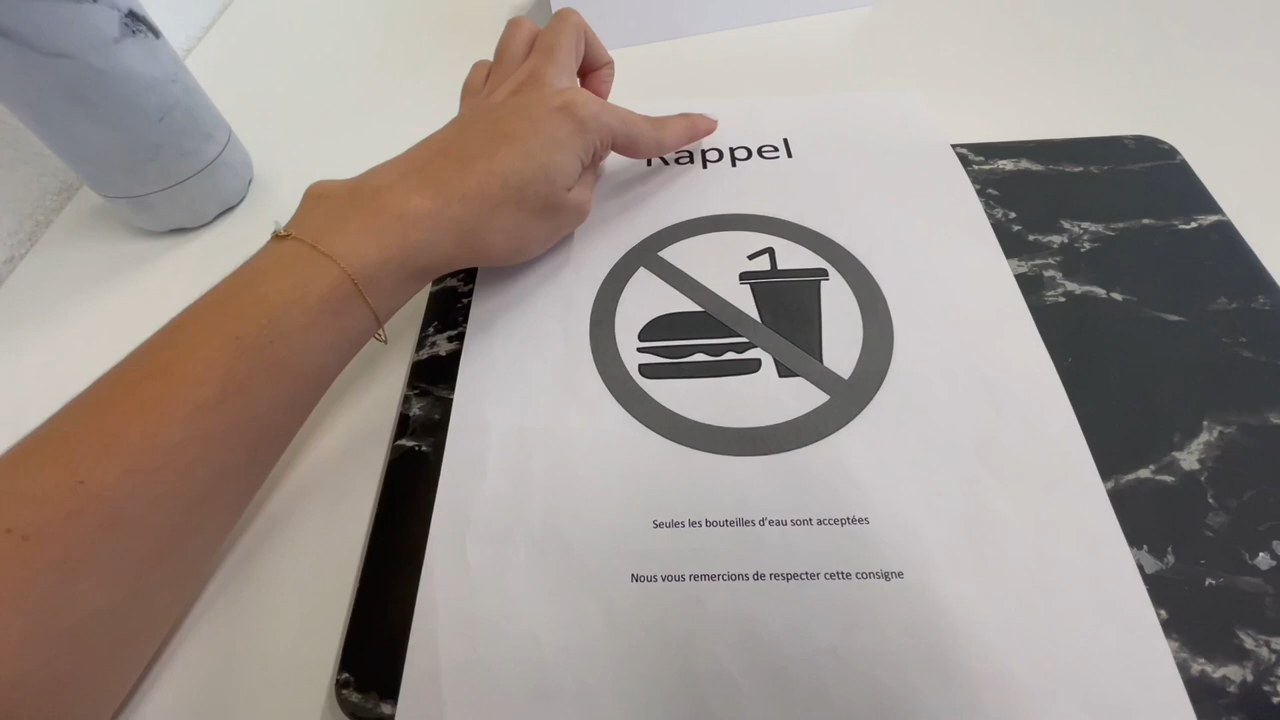 Rappel
Seules les bouteilles d'eau sont acceptées
Nous vous remercions de respecter cette consigne